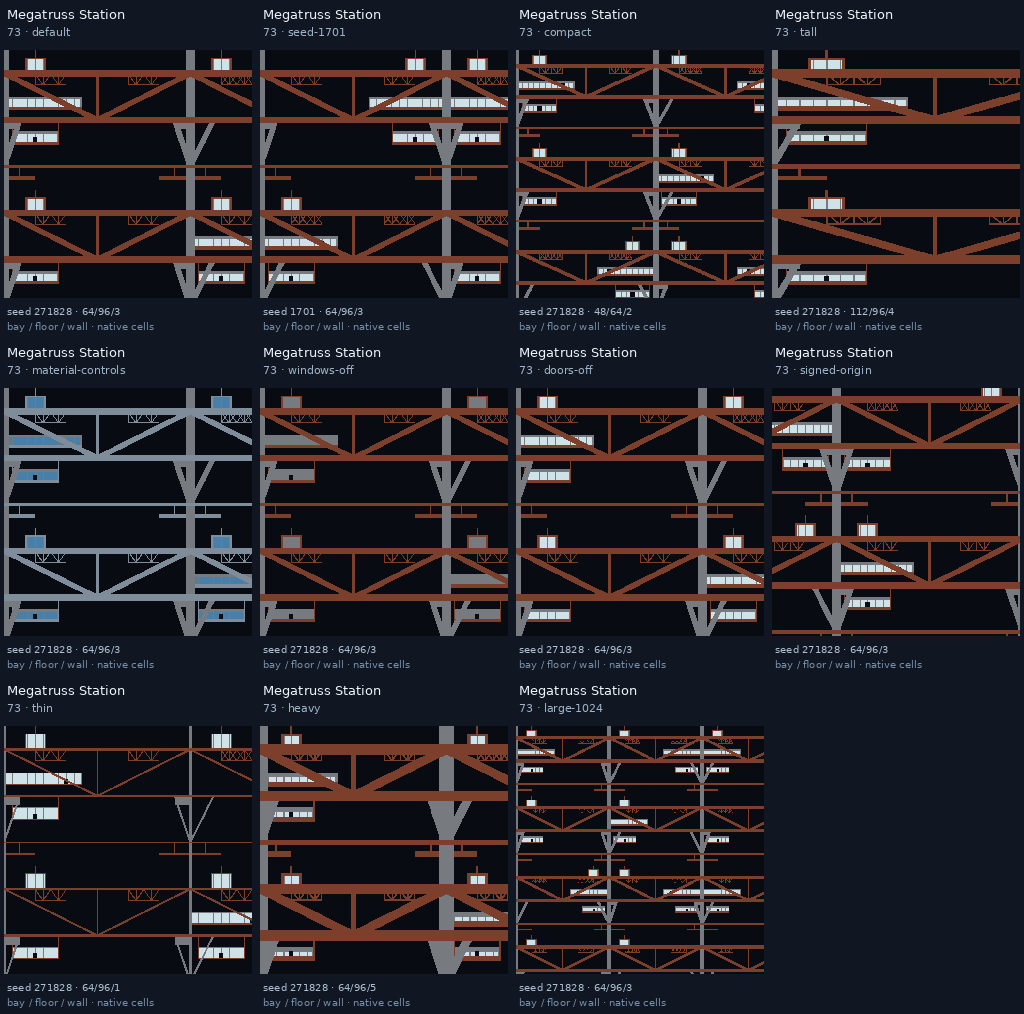 Megatruss Station
73 · default
seed 271828 · 64/96/3
bay / floor / wall · native cells
Megatruss Station
73 · seed-1701
seed 1701 · 64/96/3
bay / floor / wall · native cells
Megatruss Station
73 · compact
seed 271828 · 48/64/2
bay / floor / wall · native cells
Megatruss Station
73 · tall
seed 271828 · 112/96/4
bay / floor / wall · native cells
Megatruss Station
73 · material-controls
seed 271828 · 64/96/3
bay / floor / wall · native cells
Megatruss Station
73 · windows-off
seed 271828 · 64/96/3
bay / floor / wall · native cells
Megatruss Station
73 · doors-off
seed 271828 · 64/96/3
bay / floor / wall · native cells
Megatruss Station
73 · signed-origin
seed 271828 · 64/96/3
bay / floor / wall · native cells
Megatruss Station
73 · thin
seed 271828 · 64/96/1
bay / floor / wall · native cells
Megatruss Station
73 · heavy
seed 271828 · 64/96/5
bay / floor / wall · native cells
Megatruss Station
73 · large-1024
seed 271828 · 64/96/3
bay / floor / wall · native cells